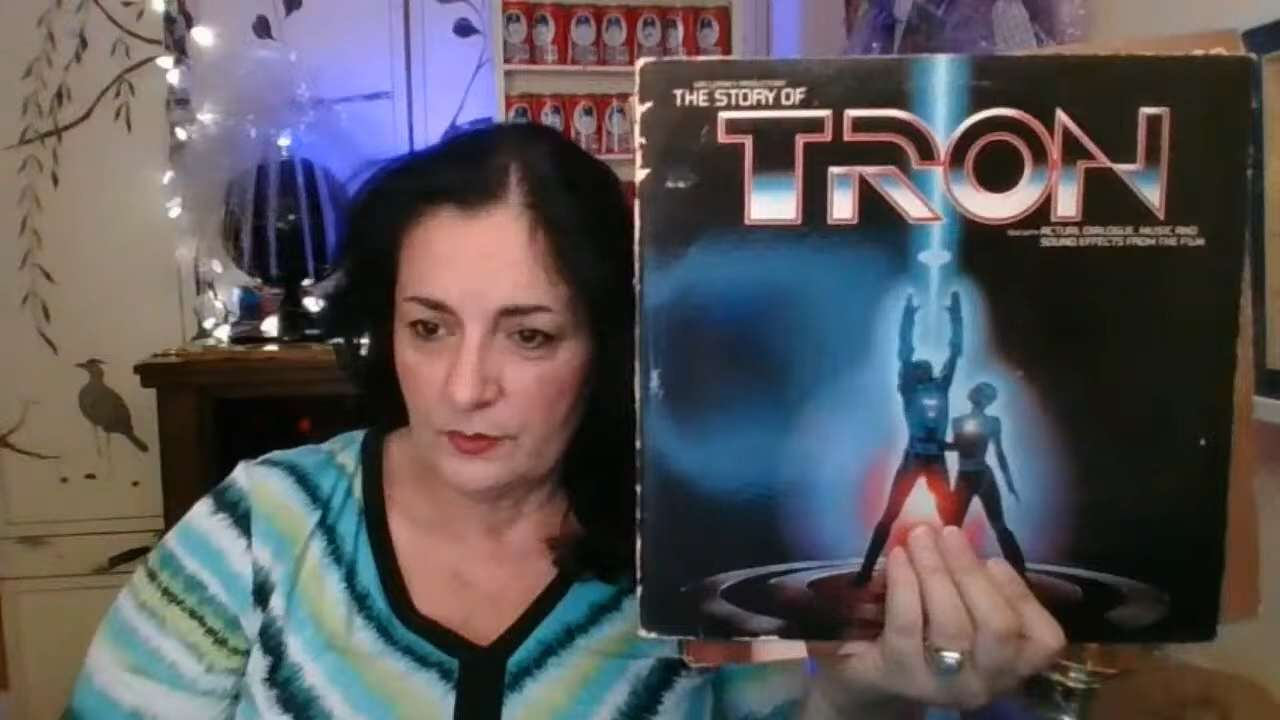 THE STORY OF
TRON
ACTUAL DIALOGUE, MUSIC AND
SOUND EFFECTS FROM THE FILM